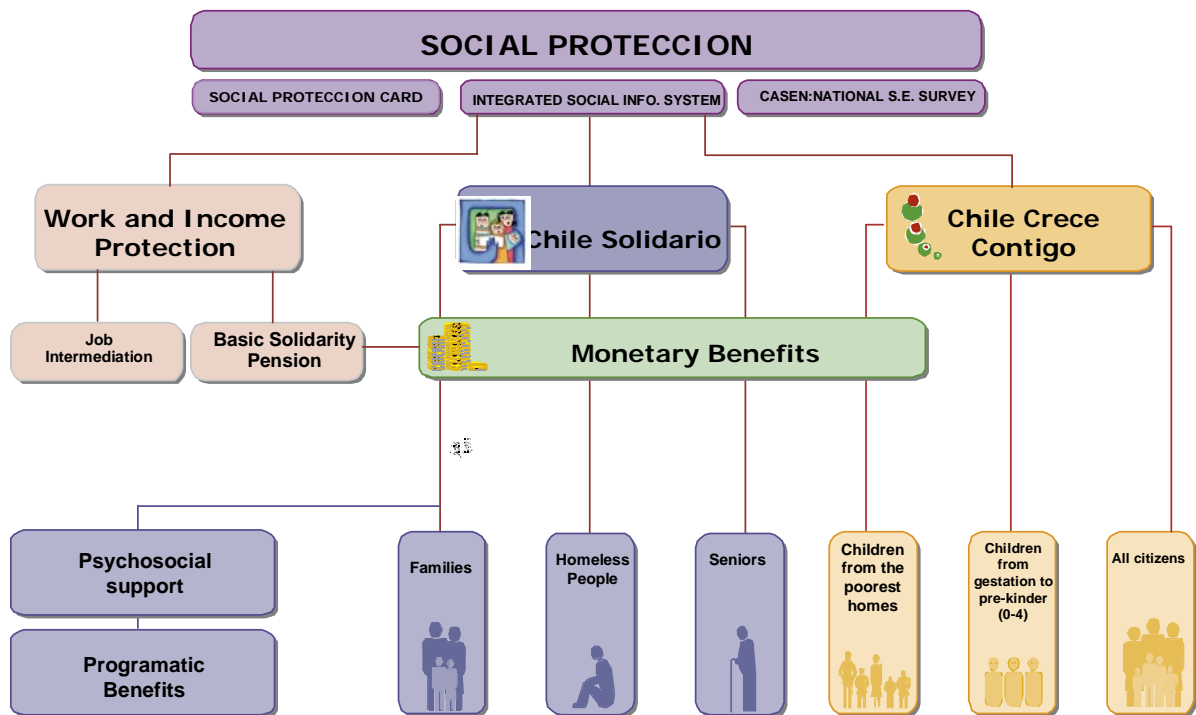 SOCIAL PROTECCION
SOCIAL PROTECCION CARD
INTEGRATED SOCIAL INFO. SYSTEM
CASEN:NATIONAL S.E. SURVEY
Work and Income
Protection
Chile Solidario
Chile Crece
Contigo
Job
Intermediation
Basic Solidarity
Pension
Monetary Benefits
Psychosocial
support
Programatic
Benefits
Families
Homeless
People
Seniors
Children
from the
poorest
homes
Children
from
gestation to
pre-kinder
(0-4)
All citizens